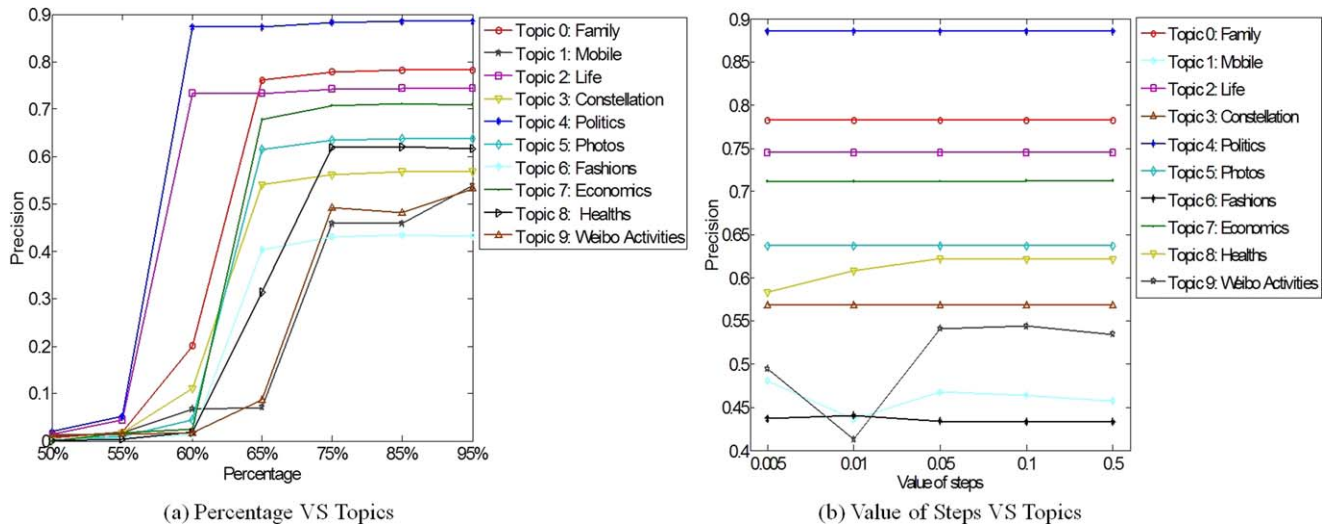 0.9
0.8
0.7
0.6
0.5
0.4
0.3
0.2
0.1
0
Precision
50% 55% 60% 65% 75% 85% 95%
Percentage
Topic 0: Family
Topic 1: Mobile
Topic 2: Life
Topic 3: Constellation
Topic 4: Politics
Topic 5: Photos
Topic 6: Fashions
Topic 7: Economics
Topic 8: Healths
Topic 9: Weibo Activities
(a) Percentage VS Topics
0.9
0.85
0.8
0.75
0.7
0.65
0.6
0.55
0.5
0.45
0.4
Precision
0.005 0.01 0.05 0.1 0.5
Value of steps
Topic 0: Family
Topic 1: Mobile
Topic 2: Life
Topic 3: Constellation
Topic 4: Politics
Topic 5: Photos
Topic 6: Fashions
Topic 7: Economics
Topic 8: Healths
Topic 9: Weibo Activities
(b) Value of Steps VS Topics